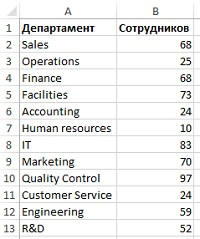 A B
1 Департамент Сотрудников
2 Sales 68
3 Operations 25
4 Finance 68
5 Facilities 73
6 Accounting 24
7 Human resources 10
8 IT 83
9 Marketing 70
10 Quality Control 97
11 Customer Service 24
12 Engineering 59
13 R&D 52